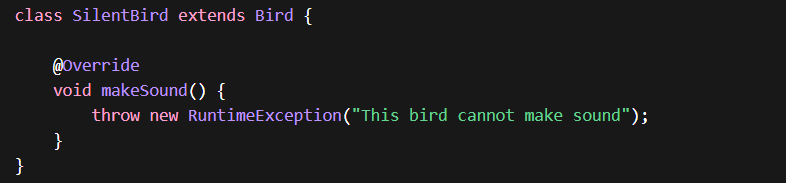 class SilentBird extends Bird {
@Override
void makeSound() {
throw new RuntimeException("This bird cannot make sound");
}
}